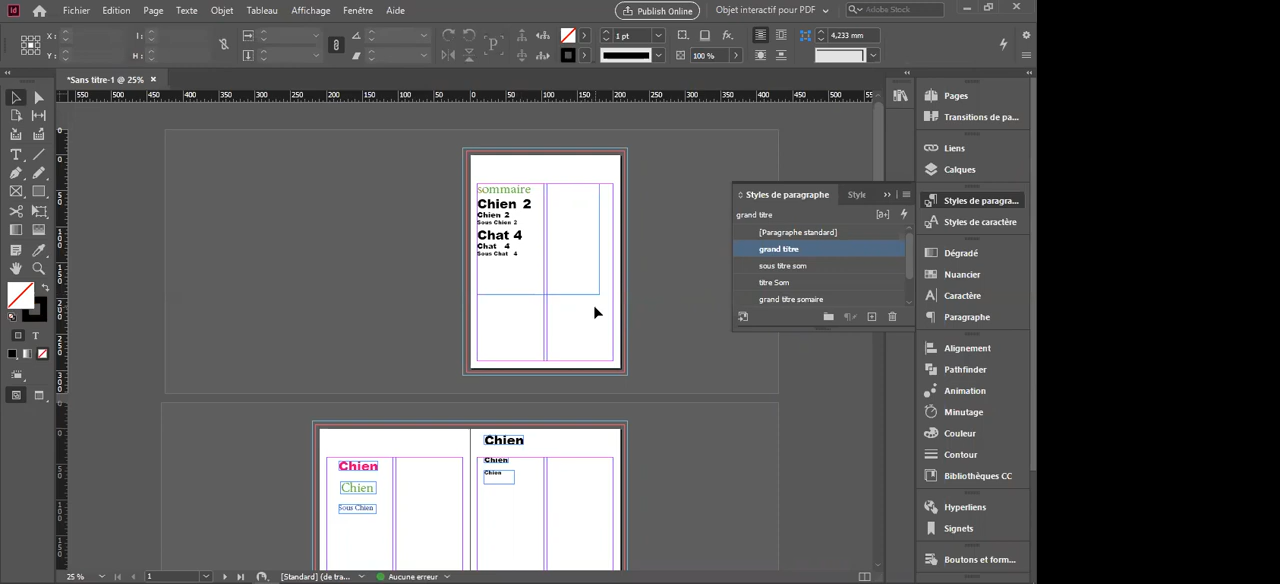 Fichier Edition Page Texte Objet Tableau Affichage Fenêtre Aide
Publish Online
Objet interactif pour PDF
Adobe Stock
X:
Y:
I:
H:
P
1 pt
fx.
100 %
4,233 mm
*Sans titre-1 @ 25% ×
550 500 450 400 350 300 250 200 150 100 50 0 50 100 150 200 250 300 350 400 450 500
Pages
Transitions de pa...
Liens
Calques
Styles de paragra...
Styles de caractère
Dégradé
Nuancier
Caractère
Paragraphe
Alignement
Pathfinder
Animation
Minutage
Couleur
Contour
Bibliothèques CC
Hyperliens
Signets
Boutons et form...
Styles de paragraphe
Style
grand titre
[Paragraphe standard]
grand titre
sous titre som
titre Som
grand titre somaire
sommaire
Chien 2
Chien 2
Sous Chien 2
Chat 4
Chat 4
Sous Chat 4
Chien
Chien
Sous Chien
Chien
Chien
Chien
25 %
1
[Standard] (de tra...
Aucune erreur